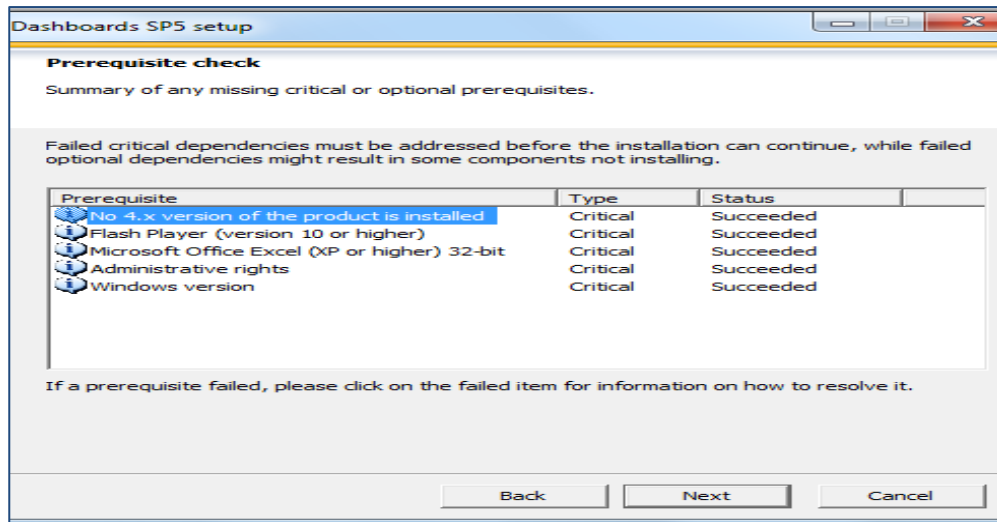 Dashboards SP5 setup
Prerequisite check
Summary of any missing critical or optional prerequisites.
Failed critical dependencies must be addressed before the installation can continue, while failed
optional dependencies might result in some components not installing.
Prerequisite Type Status
No 4.x version of the product is installed Critical Succeeded
Flash Player (version 10 or higher) Critical Succeeded
Microsoft Office Excel (XP or higher) 32-bit Critical Succeeded
Administrative rights Critical Succeeded
Windows version Critical Succeeded
If a prerequisite failed, please click on the failed item for information on how to resolve it.
Back Next Cancel